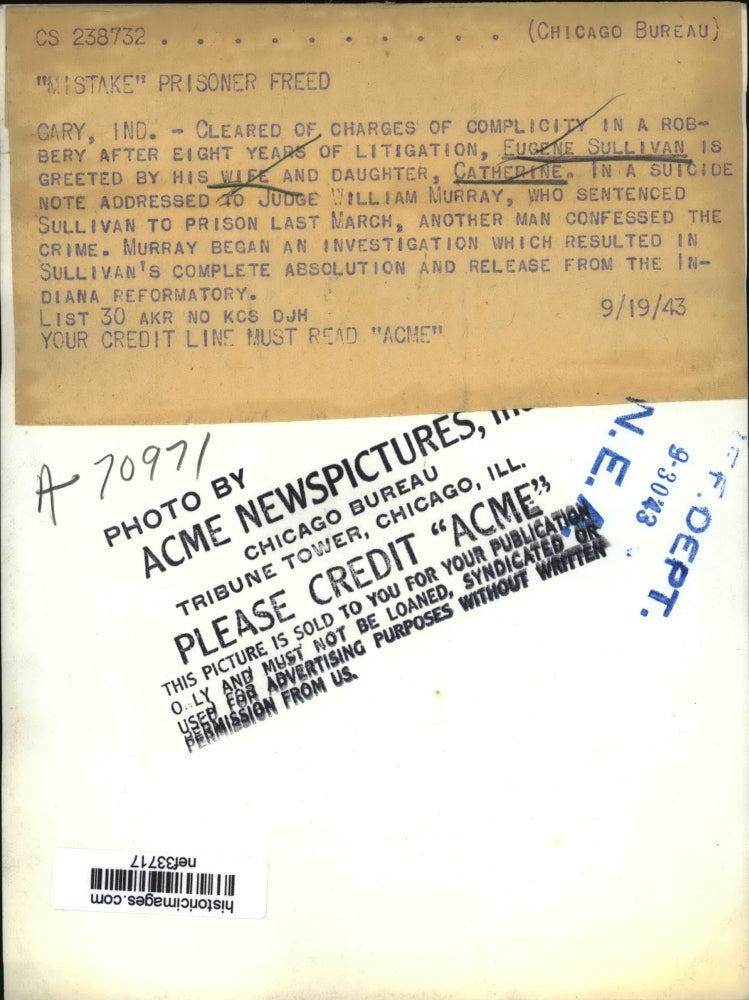 CS 238732 . . . . . . . . . . . . (CHICAGO BUREAU)
"MISTAKE" PRISONER FREED
GARY, IND. - CLEARED OF CHARGES OF COMPLICITY IN A ROB-
BERY AFTER EIGHT YEARS OF LITIGATION, EUGENE SULLIVAN IS
GREETED BY HIS WIFE AND DAUGHTER, CATHERINE. IN A SUICIDE
NOTE ADDRESSED TO JUDGE WILLIAM MURRAY, WHO SENTENCED
SULLIVAN TO PRISON LAST MARCH, ANOTHER MAN CONFESSED THE
CRIME. MURRAY BEGAN AN INVESTIGATION WHICH RESULTED IN
SULLIVAN'S COMPLETE ABSOLUTION AND RELEASE FROM THE IN-
DIANA REFORMATORY. 9/19/43
LIST 30 AKR NO KCS DJH
YOUR CREDIT LINE MUST READ "ACME"
A 70971
PHOTO BY
ACME NEWSPICTURES, Inc.
CHICAGO BUREAU
TRIBUNE TOWER, CHICAGO, ILL.
PLEASE CREDIT "ACME"
THIS PICTURE IS SOLD TO YOU FOR YOUR PUBLICATION
O..LY AND MUST NOT BE LOANED, SYNDICATED OR
USED FOR ADVERTISING PURPOSES WITHOUT WRITTEN
PERMISSION FROM US.
N.E.A.
9-3043
F. DEPT.
historicimages.com
nef33717